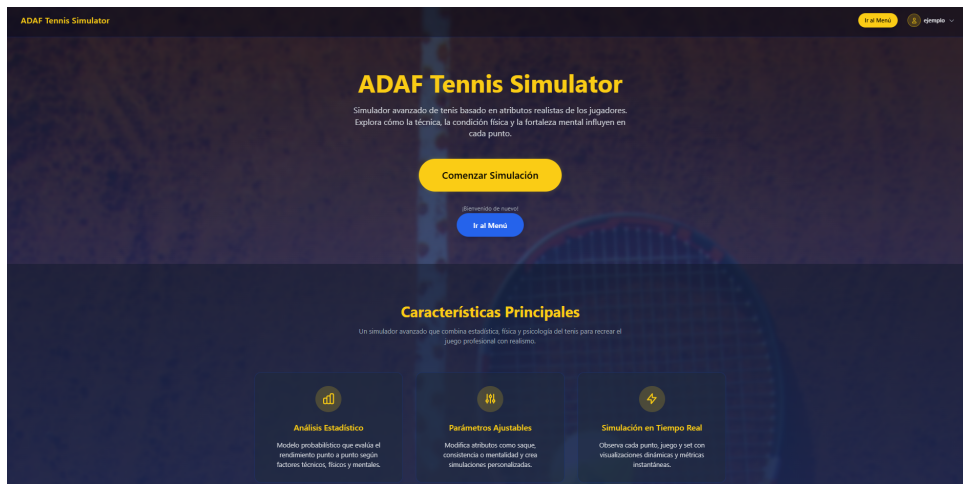 ADAF Tennis Simulator
Ir al Menú
ejemplo
ADAF Tennis Simulator
Simulador avanzado de tenis basado en atributos realistas de los jugadores.
Explora cómo la técnica, la condición física y la fortaleza mental influyen en
cada punto.
Comenzar Simulación
¡Bienvenido de nuevo!
Ir al Menú
Características Principales
Un simulador avanzado que combina estadística, física y psicología del tenis para recrear el
juego profesional con realismo.
Análisis Estadístico
Modelo probabilístico que evalúa el
rendimiento punto a punto según
factores técnicos, físicos y mentales.
Parámetros Ajustables
Modifica atributos como saque,
consistencia o mentalidad y crea
simulaciones personalizadas.
Simulación en Tiempo Real
Observa cada punto, juego y set con
visualizaciones dinámicas y métricas
instantáneas.